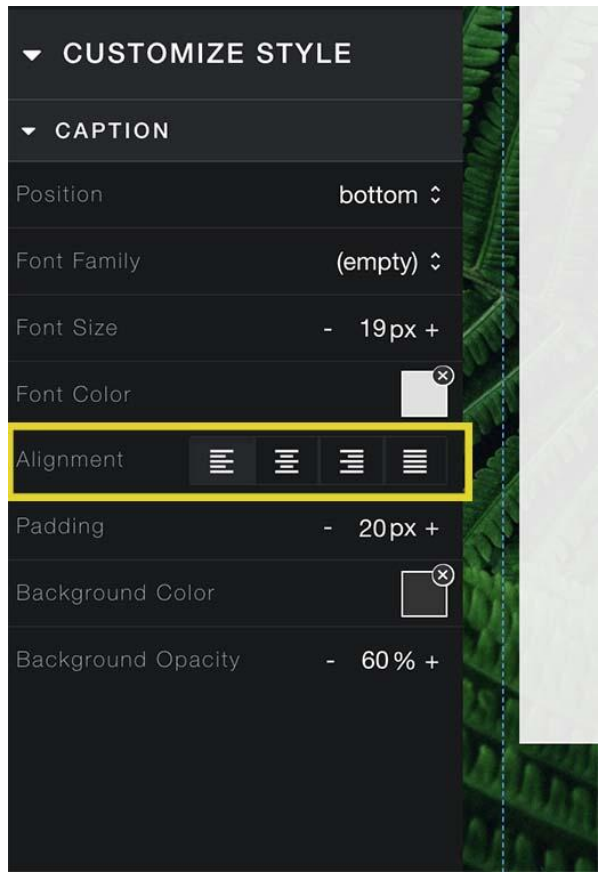 CUSTOMIZE STYLE
CAPTION
Position bottom
Font Family (empty)
Font Size - 19px +
Font Color
Alignment
Padding - 20px +
Background Color
Background Opacity - 60% +